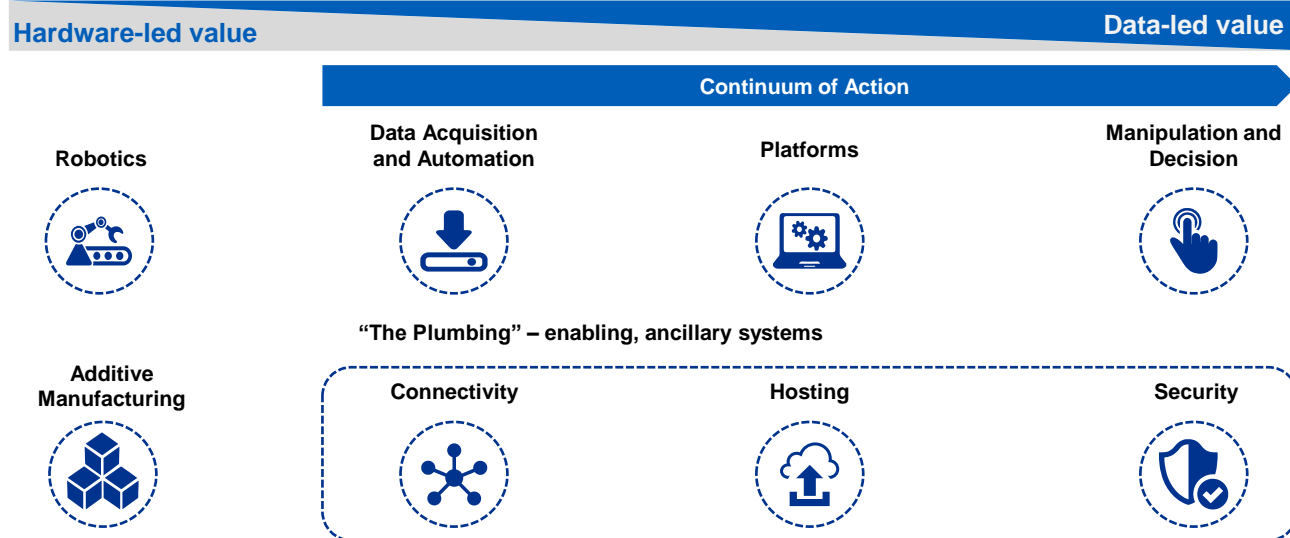 Hardware-led value
Data-led value
Continuum of Action
Robotics
Data Acquisition
and Automation
Platforms
Manipulation and
Decision
“The Plumbing” – enabling, ancillary systems
Additive
Manufacturing
Connectivity
Hosting
Security